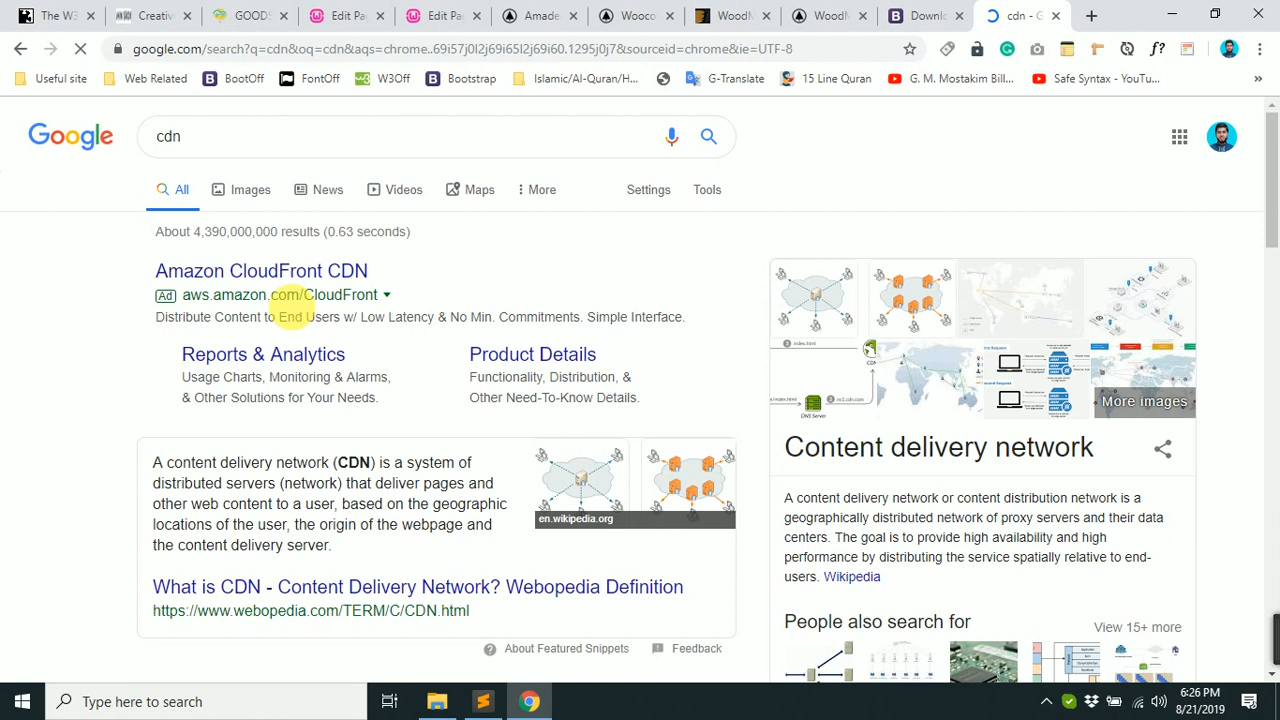 The W3
Creative
GOODS
Edit Pa
Edit Pa
Amade
Wooco
WoodM
WoodM
Downlo
cdn - G
google.com/search?q=cdn&oq=cdn&aqs=chrome..69i57j0l2j69i65l2j69i60.1295j0j7&sourceid=chrome&ie=UTF-8
Useful site
Web Related
BootOff
FontOff
W3Off
Bootstrap
Islamic/Al-Quran/H...
G-Translate
15 Line Quran
G. M. Mostakim Bill...
Safe Syntax - YouTu...
Google
cdn
All
Images
News
Videos
Maps
More
Settings
Tools
About 4,390,000,000 results (0.63 seconds)
Amazon CloudFront CDN
Ad aws.amazon.com/CloudFront
Distribute Content to End Users w/ Low Latency & No Min. Commitments. Simple Interface.
Reports & Analytics
Usage Charts, Monitoring, Alarms,
& Other Solutions for Your Needs.
Product Details
Functionality, Distributions &
Other Need-To-Know Details.
A content delivery network (CDN) is a system of
distributed servers (network) that deliver pages and
other web content to a user, based on the geographic
locations of the user, the origin of the webpage and
the content delivery server.
en.wikipedia.org
What is CDN - Content Delivery Network? Webopedia Definition
https://www.webopedia.com/TERM/C/CDN.html
About Featured Snippets
Feedback
index.html
DNS Server
More images
Content delivery network
A content delivery network or content distribution network is a
geographically distributed network of proxy servers and their data
centers. The goal is to provide high availability and high
performance by distributing the service spatially relative to end-
users. Wikipedia
People also search for
View 15+ more
Type here to search
6:26 PM
8/21/2019